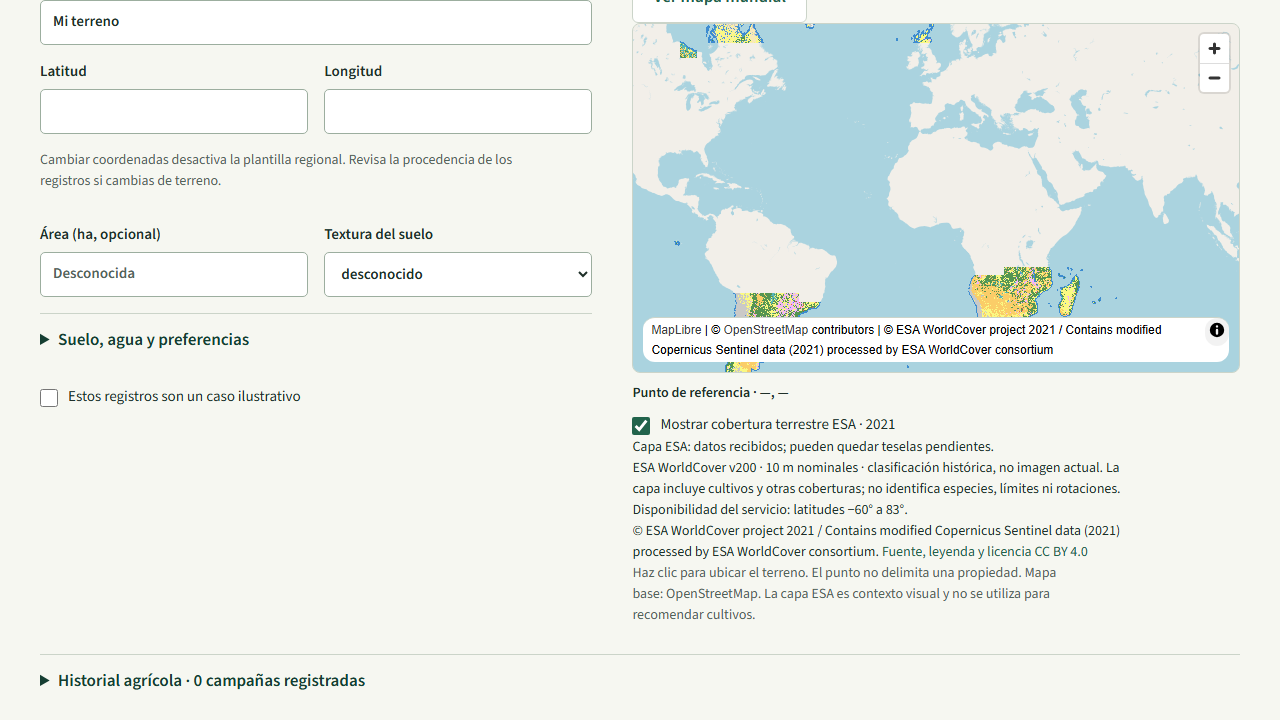 Mi terreno
Latitud
Longitud
Cambiar coordenadas desactiva la plantilla regional. Revisa la procedencia de los
registros si cambias de terreno.
Área (ha, opcional)
Textura del suelo
Desconocida
desconocido
▶ Suelo, agua y preferencias
Estos registros son un caso ilustrativo
+
−
MapLibre | © OpenStreetMap contributors | © ESA WorldCover project 2021 / Contains modified
Copernicus Sentinel data (2021) processed by ESA WorldCover consortium
Punto de referencia · —, —
Mostrar cobertura terrestre ESA · 2021
Capa ESA: datos recibidos; pueden quedar teselas pendientes.
ESA WorldCover v200 · 10 m nominales · clasificación histórica, no imagen actual. La
capa incluye cultivos y otras coberturas; no identifica especies, límites ni rotaciones.
Disponibilidad del servicio: latitudes −60° a 83°.
© ESA WorldCover project 2021 / Contains modified Copernicus Sentinel data (2021)
processed by ESA WorldCover consortium. Fuente, leyenda y licencia CC BY 4.0
Haz clic para ubicar el terreno. El punto no delimita una propiedad. Mapa
base: OpenStreetMap. La capa ESA es contexto visual y no se utiliza para
recomendar cultivos.
▶ Historial agrícola · 0 campañas registradas